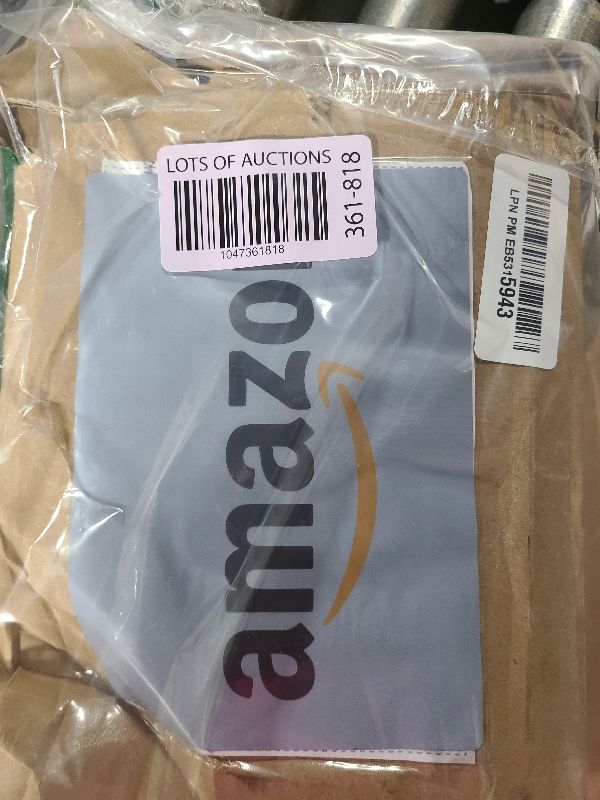 LOTS OF AUCTIONS
1047361818
361-818
LPN PM EB5315943
amazon